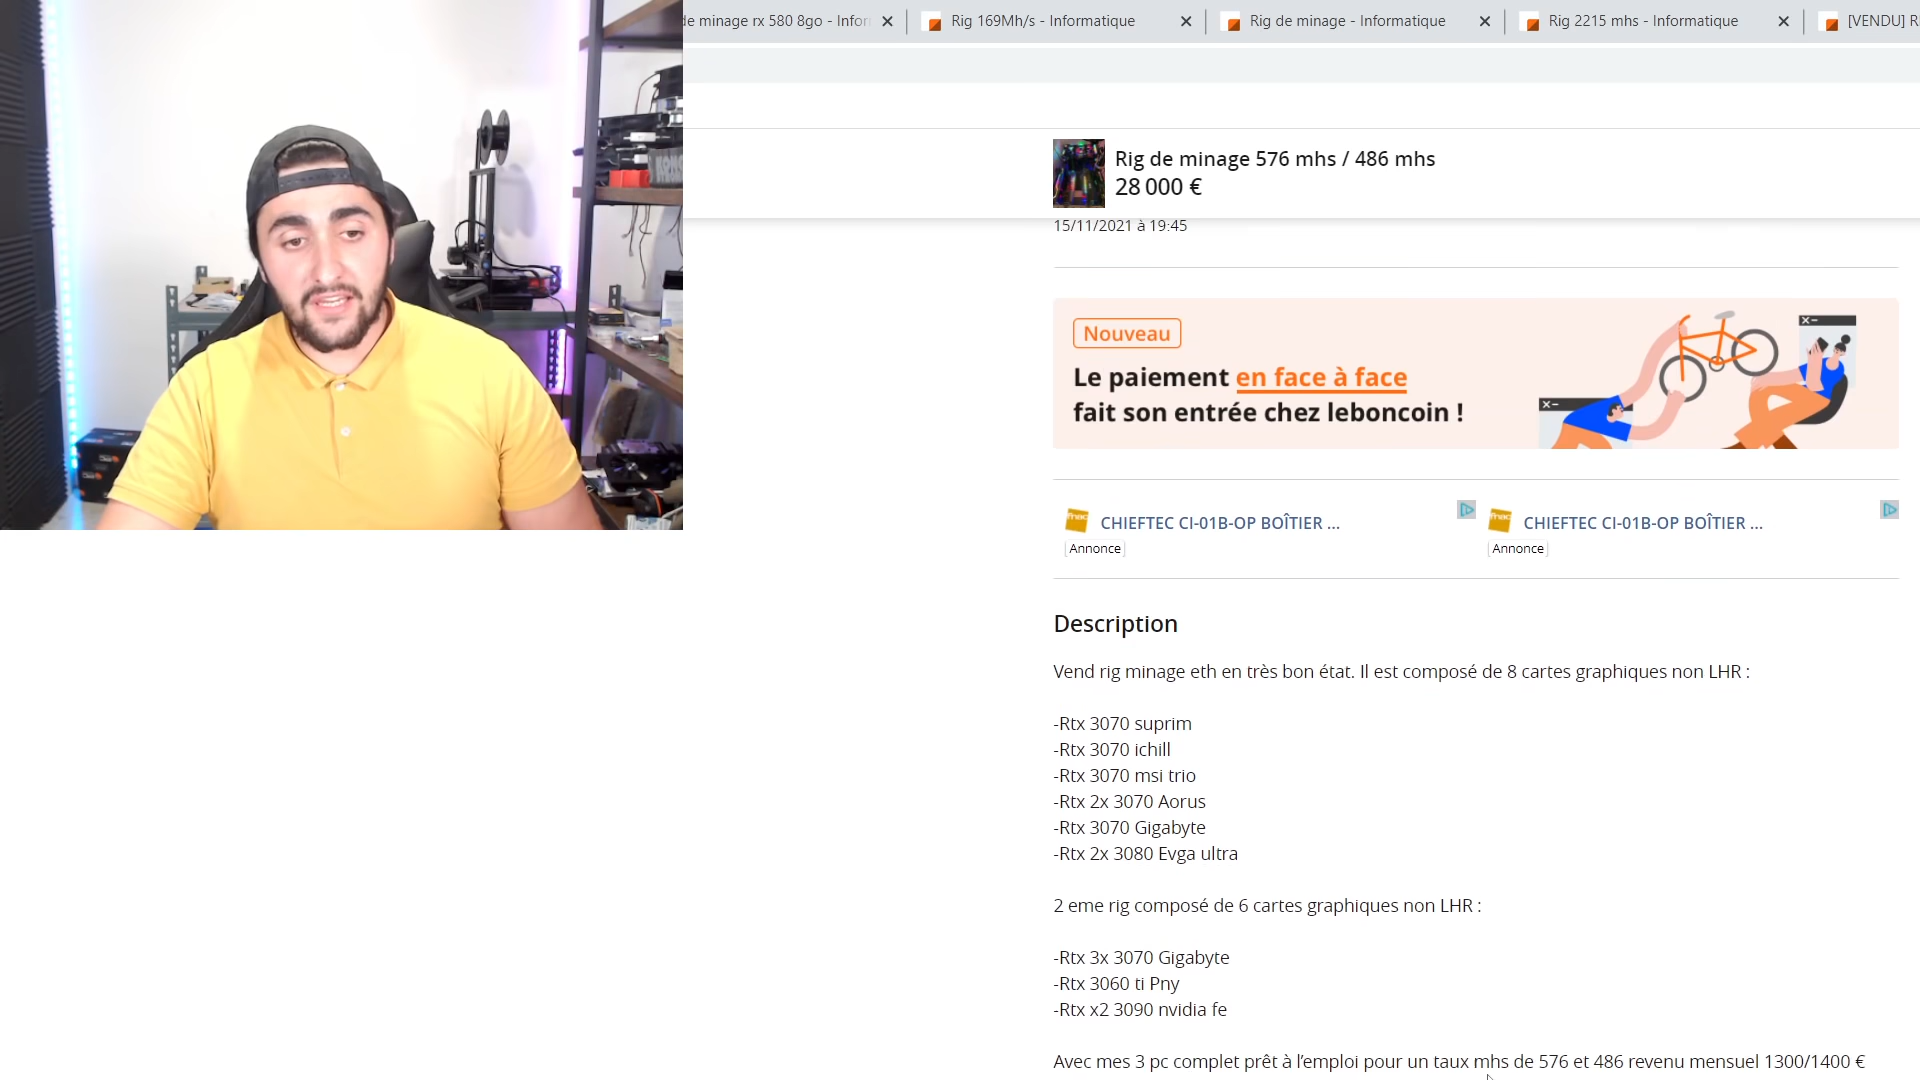 de minage rx 580 8go - Infor
Rig 169Mh/s - Informatique
Rig de minage - Informatique
Rig 2215 mhs - Informatique
[VENDU] R
Rig de minage 576 mhs / 486 mhs
28 000 €
15/11/2021 à 19:45
Nouveau
Le paiement en face à face
fait son entrée chez leboncoin !
fnac CHIEFTEC CI-01B-OP BOÎTIER ...
Annonce
fnac CHIEFTEC CI-01B-OP BOÎTIER ...
Annonce
Description
Vend rig minage eth en très bon état. Il est composé de 8 cartes graphiques non LHR :
-Rtx 3070 suprim
-Rtx 3070 ichill
-Rtx 3070 msi trio
-Rtx 2x 3070 Aorus
-Rtx 3070 Gigabyte
-Rtx 2x 3080 Evga ultra
2 eme rig composé de 6 cartes graphiques non LHR :
-Rtx 3x 3070 Gigabyte
-Rtx 3060 ti Pny
-Rtx x2 3090 nvidia fe
Avec mes 3 pc complet prêt à l’emploi pour un taux mhs de 576 et 486 revenu mensuel 1300/1400 €